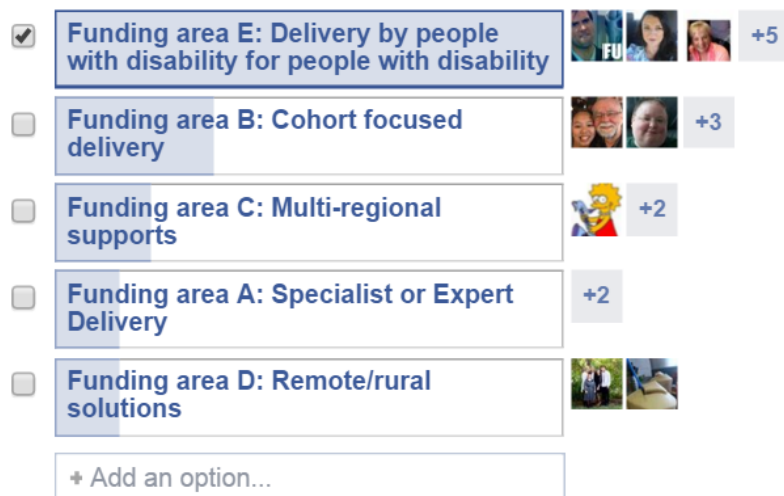 Funding area E: Delivery by people
with disability for people with disability
FU
+5
Funding area B: Cohort focused
delivery
+3
Funding area C: Multi-regional
supports
+2
Funding area A: Specialist or Expert
Delivery
+2
Funding area D: Remote/rural
solutions
+ Add an option...